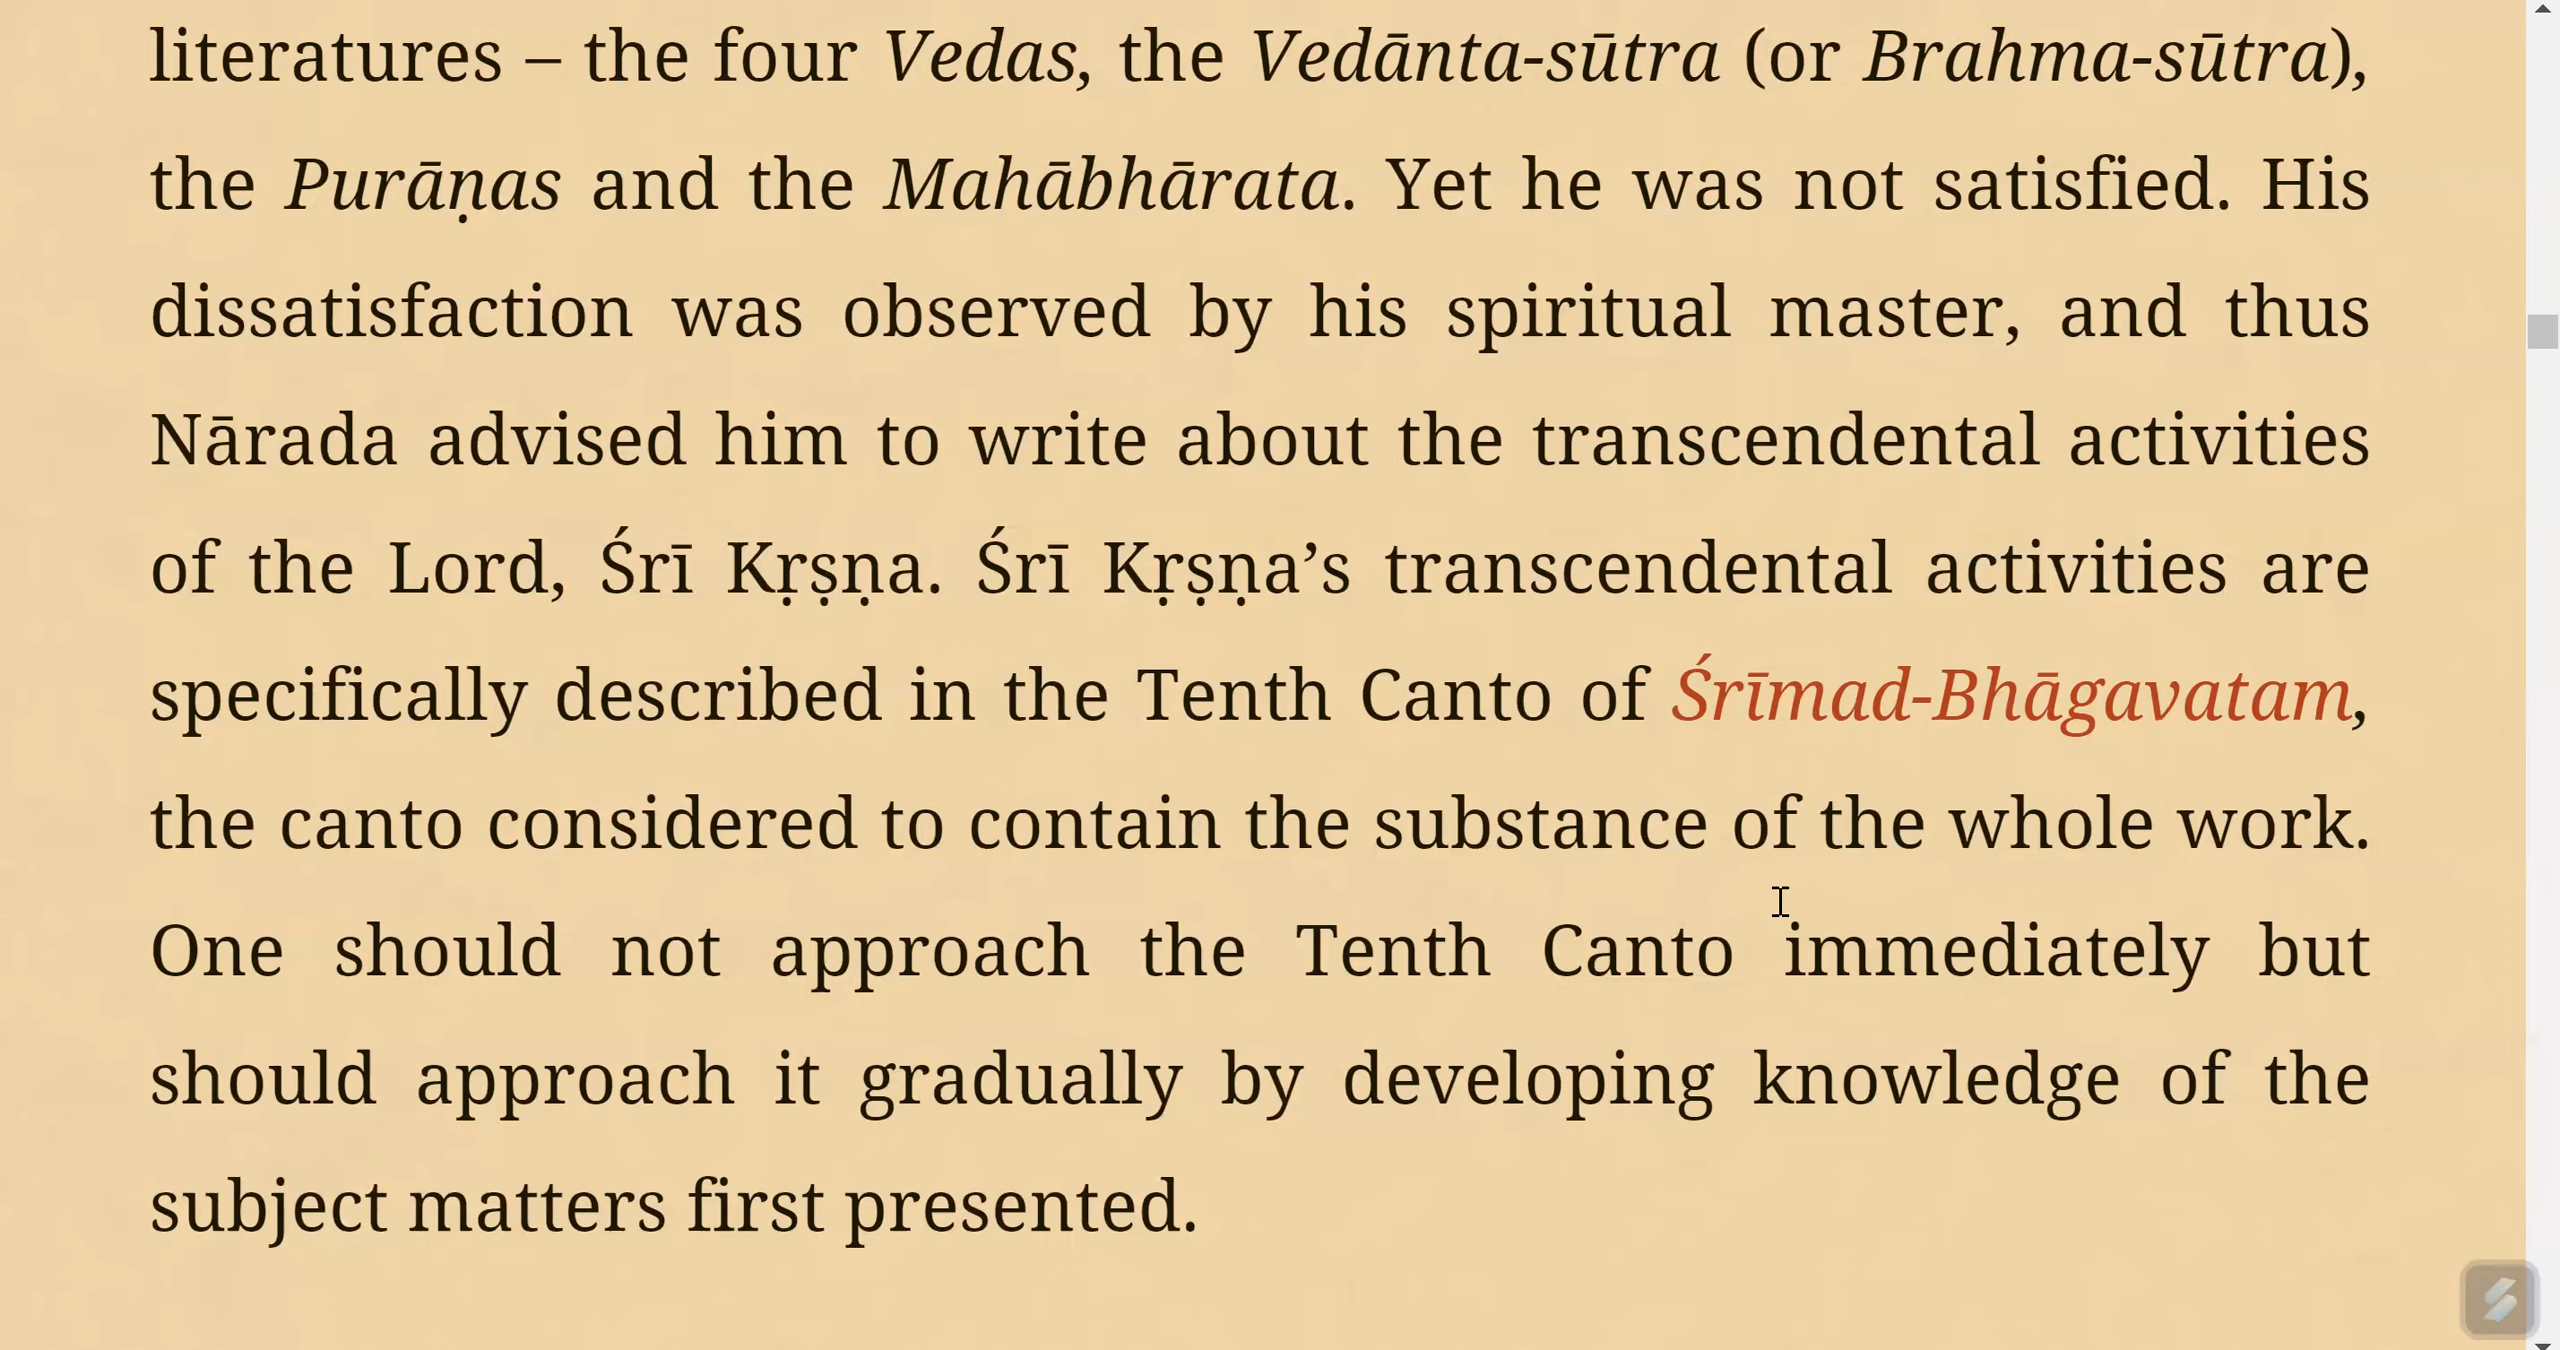 literatures – the four Vedas, the Vedānta-sūtra (or Brahma-sūtra),
the Purāṇas and the Mahābhārata. Yet he was not satisfied. His
dissatisfaction was observed by his spiritual master, and thus
Nārada advised him to write about the transcendental activities
of the Lord, Śrī Kṛṣṇa. Śrī Kṛṣṇa’s transcendental activities are
specifically described in the Tenth Canto of Śrīmad-Bhāgavatam,
the canto considered to contain the substance of the whole work.
One should not approach the Tenth Canto immediately but
should approach it gradually by developing knowledge of the
subject matters first presented.